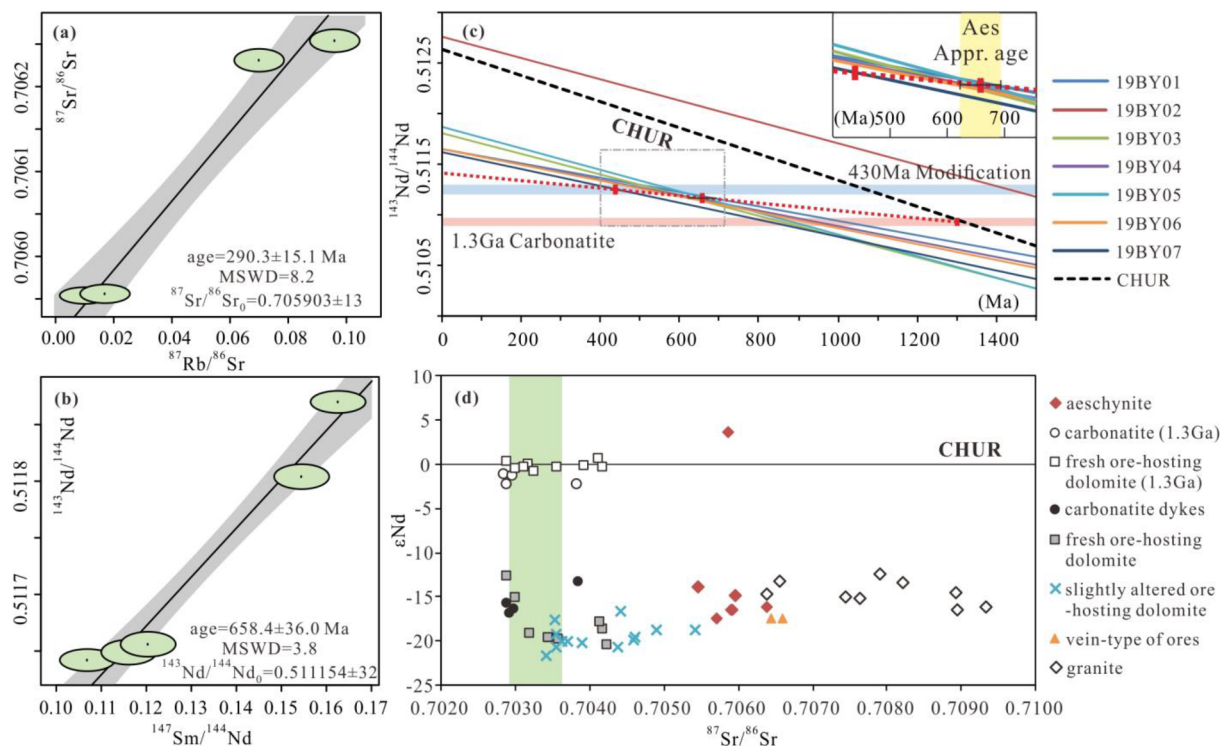 (a)
⁸⁷Sr/⁸⁶Sr
0.7062
0.7061
0.7060
age=290.3±15.1 Ma
MSWD=8.2
⁸⁷Sr/⁸⁶Sr₀=0.705903±13
0.00 0.02 0.04 0.06 0.08 0.10
⁸⁷Rb/⁸⁶Sr
(b)
¹⁴³Nd/¹⁴⁴Nd
0.5118
0.5117
age=658.4±36.0 Ma
MSWD=3.8
¹⁴³Nd/¹⁴⁴Nd₀=0.511154±32
0.10 0.11 0.12 0.13 0.14 0.15 0.16 0.17
¹⁴⁷Sm/¹⁴⁴Nd
(c)
¹⁴³Nd/¹⁴⁴Nd
0.5125
0.5115
0.5105
CHUR
Aes
Appr. age
(Ma) 500 600 700
430Ma Modification
1.3Ga Carbonatite
(Ma)
0 200 400 600 800 1000 1200 1400
19BY01
19BY02
19BY03
19BY04
19BY05
19BY06
19BY07
CHUR
(d)
εNd
10
5
0
-5
-10
-15
-20
-25
CHUR
0.7020 0.7030 0.7040 0.7050 0.7060 0.7070 0.7080 0.7090 0.7100
⁸⁷Sr/⁸⁶Sr
aeschynite
carbonatite (1.3Ga)
fresh ore-hosting
dolomite (1.3Ga)
carbonatite dykes
fresh ore-hosting
dolomite
slightly altered ore
-hosting dolomite
vein-type of ores
granite